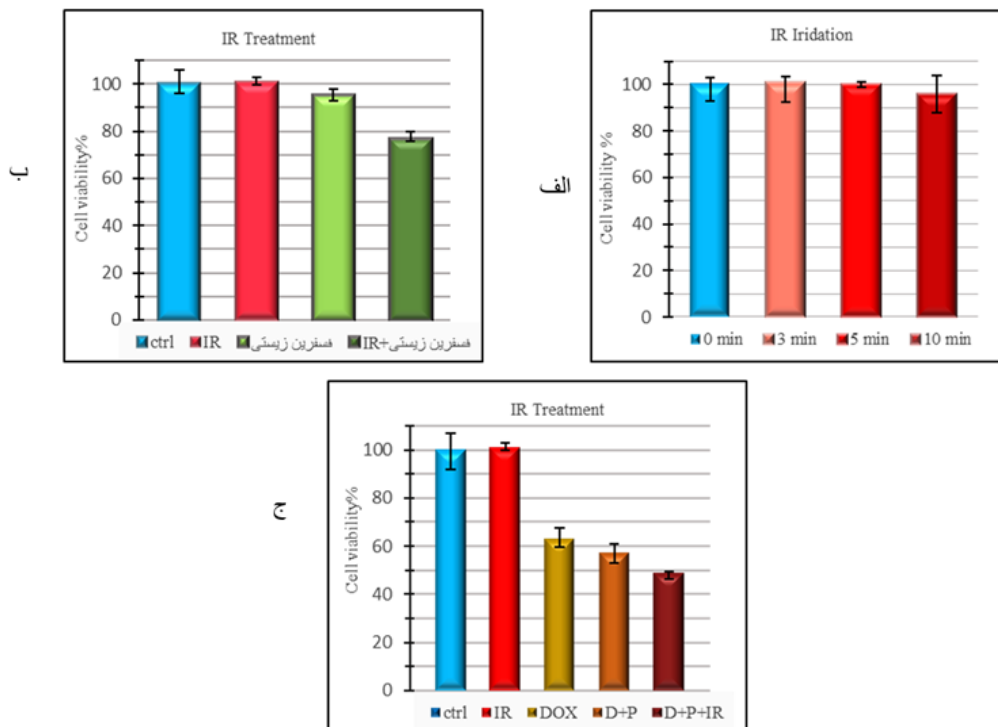 ب
IR Treatment
Cell viability%
100
80
60
40
20
0
ctrl IR فسفرین زیستی IR+فسفرین زیستی
الف
IR Iridation
Cell viability %
100
80
60
40
20
0
0 min 3 min 5 min 10 min
ج
IR Treatment
Cell viability%
100
80
60
40
20
0
ctrl IR DOX D+P D+P+IR